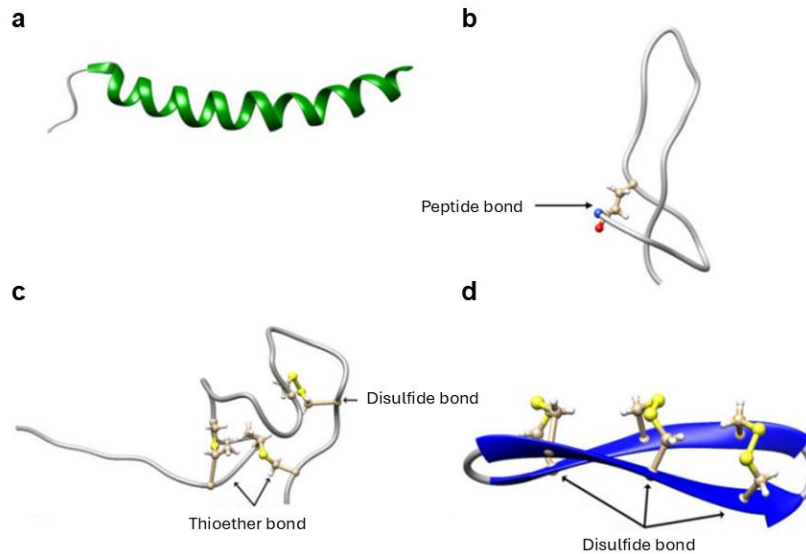 a
b
Peptide bond
c
d
Disulfide bond
Thioether bond
Disulfide bond